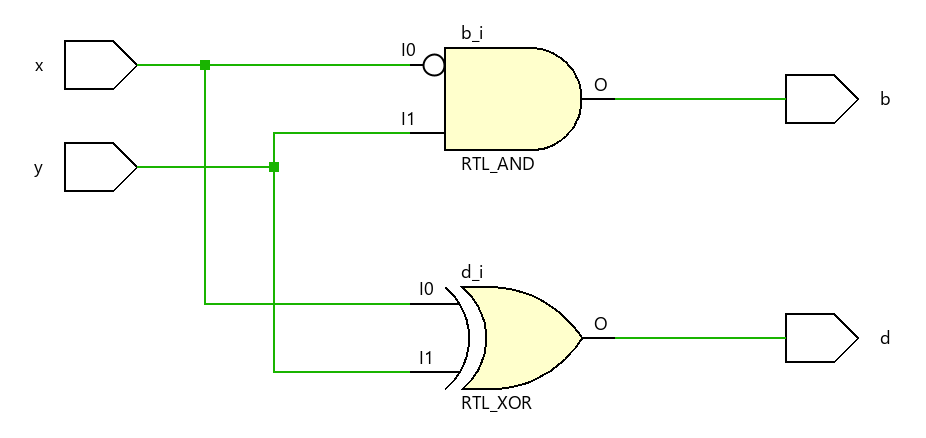 b_i
x
I0
O
b
I1
y
RTL_AND
d_i
I0
O
d
I1
RTL_XOR